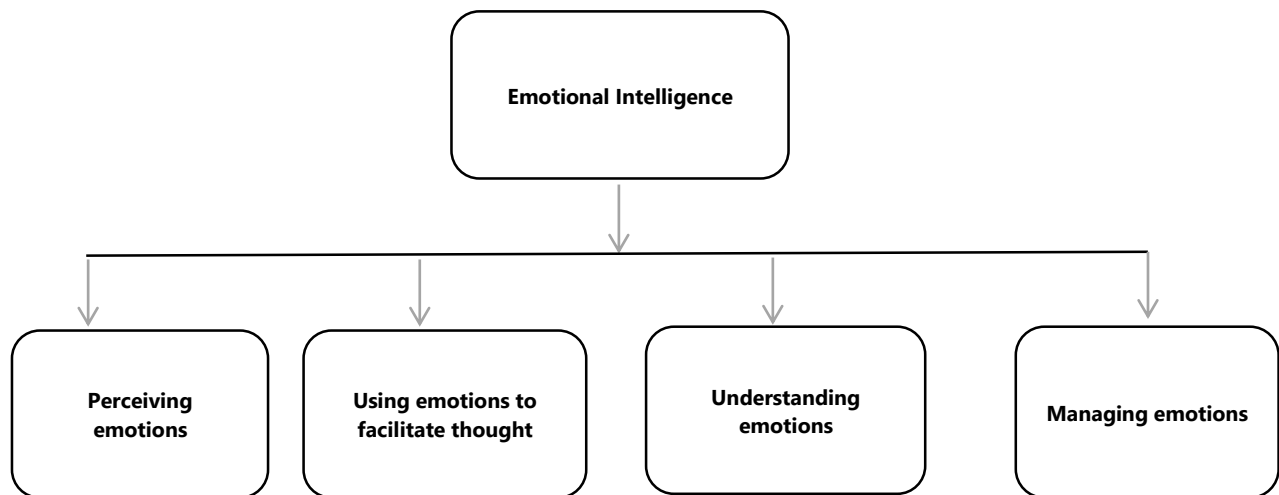 Emotional Intelligence
Perceiving
emotions
Using emotions to
facilitate thought
Understanding
emotions
Managing emotions